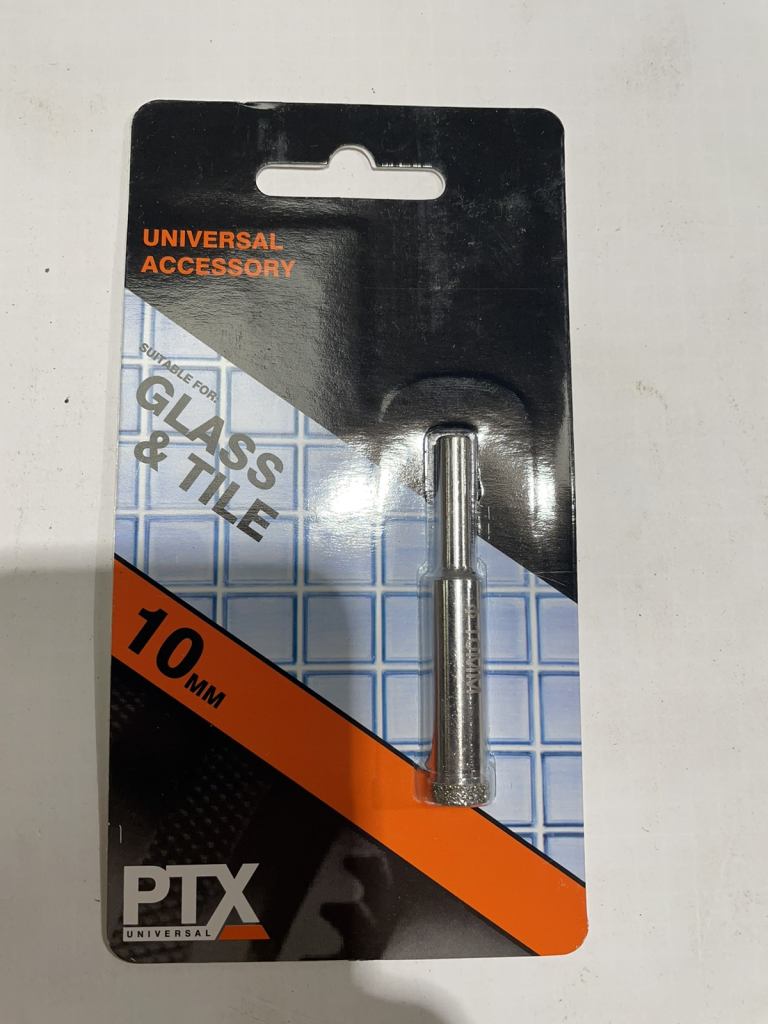 UNIVERSAL
ACCESSORY
SUITABLE FOR:
GLASS
& TILE
10MM
PTX
UNIVERSAL